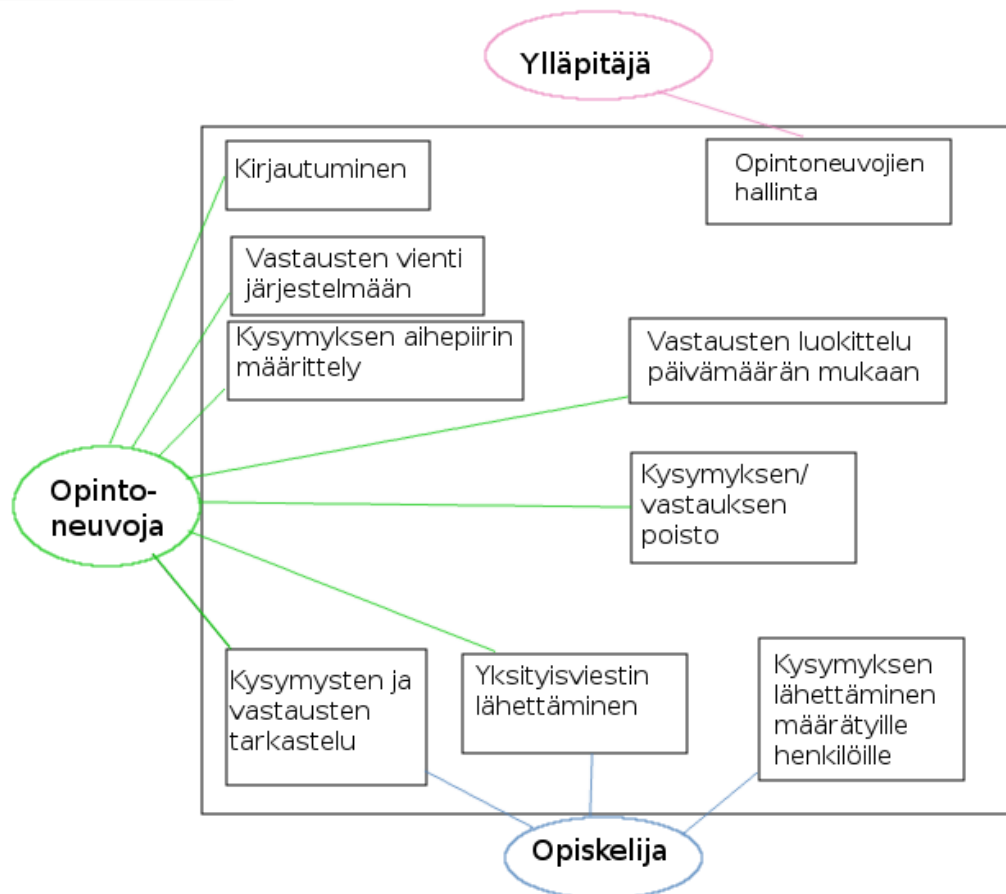 Ylläpitäjä
Kirjautuminen
Opintoneuvojien
hallinta
Vastausten vienti
järjestelmään
Kysymyksen aihepiirin
määrittely
Vastausten luokittelu
päivämäärän mukaan
Opinto-
neuvoja
Kysymyksen/
vastauksen
poisto
Kysymysten ja
vastausten
tarkastelu
Yksityisviestin
lähettäminen
Kysymyksen
lähettäminen
määrätyille
henkilöille
Opiskelija